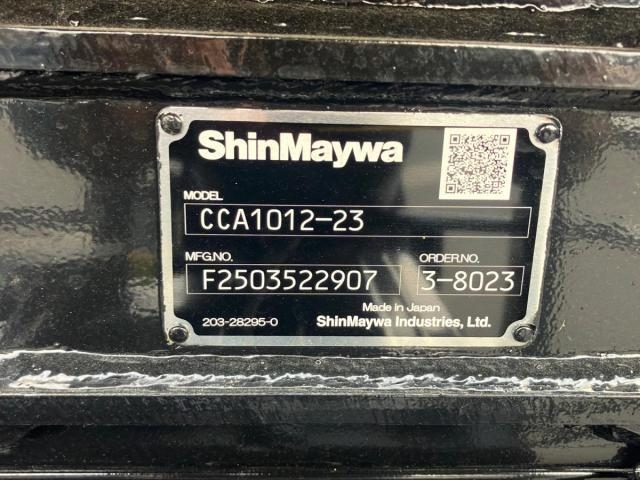 ShinMaywa
MODEL
CCA1012-23
MFG.NO. ORDER.NO.
F2503522907 3-8023
Made in Japan
203-28295-0 ShinMaywa Industries, Ltd.